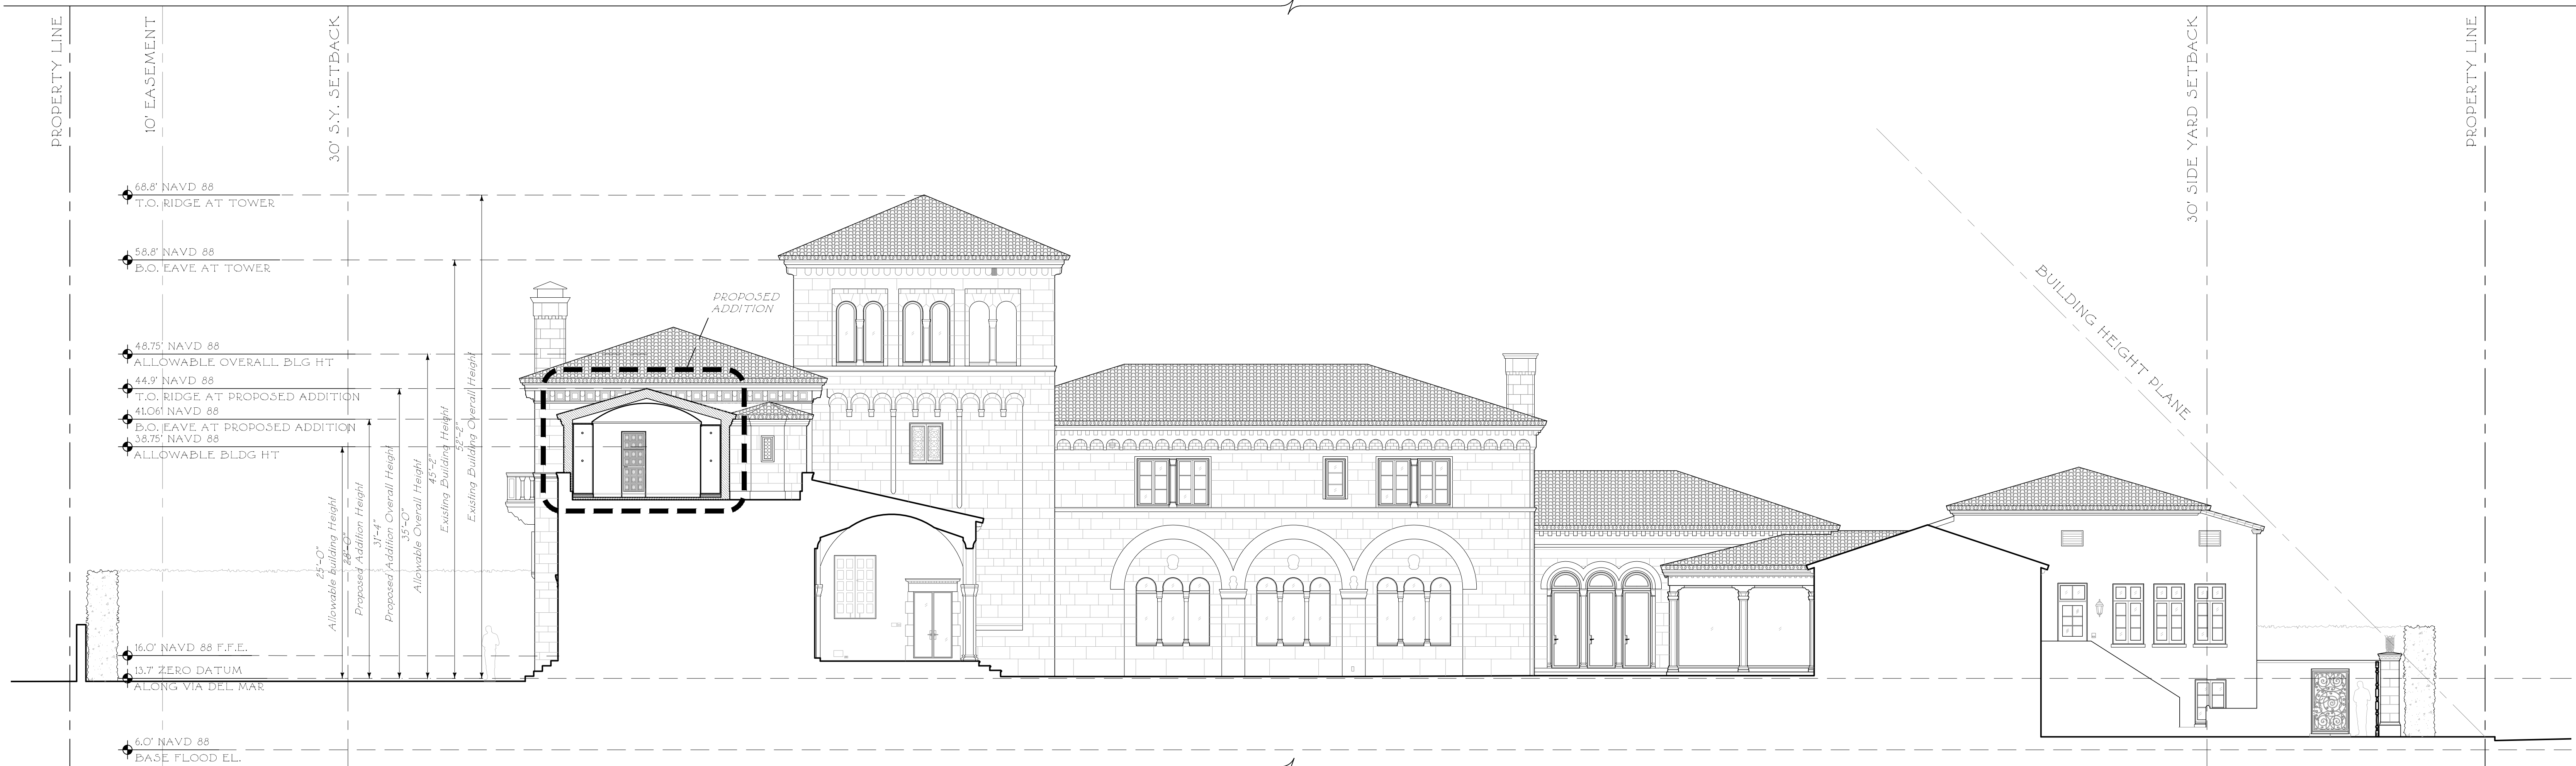 PROPERTY LINE
10' EASEMENT
30' S.Y. SETBACK
30' SIDE YARD SETBACK
PROPERTY LINE
BUILDING HEIGHT PLANE
68.8' NAVD 88
T.O. RIDGE AT TOWER
58.8' NAVD 88
B.O. EAVE AT TOWER
PROPOSED
ADDITION
48.75' NAVD 88
ALLOWABLE OVERALL BLG HT
44.9' NAVD 88
T.O. RIDGE AT PROPOSED ADDITION
41.06' NAVD 88
B.O. EAVE AT PROPOSED ADDITION
38.75' NAVD 88
ALLOWABLE BLDG HT
25'-0"
Allowable building Height
28'-0"
Proposed Addition Height
31'-4"
Proposed Addition Overall Height
35'-0"
Allowable Overall Height
45'-2"
Existing Building Height
52'-2"
Existing Building Overall Height
16.0' NAVD 88 F.F.E.
13.7' ZERO DATUM
ALONG VIA DEL MAR
6.0' NAVD 88
BASE FLOOD EL.